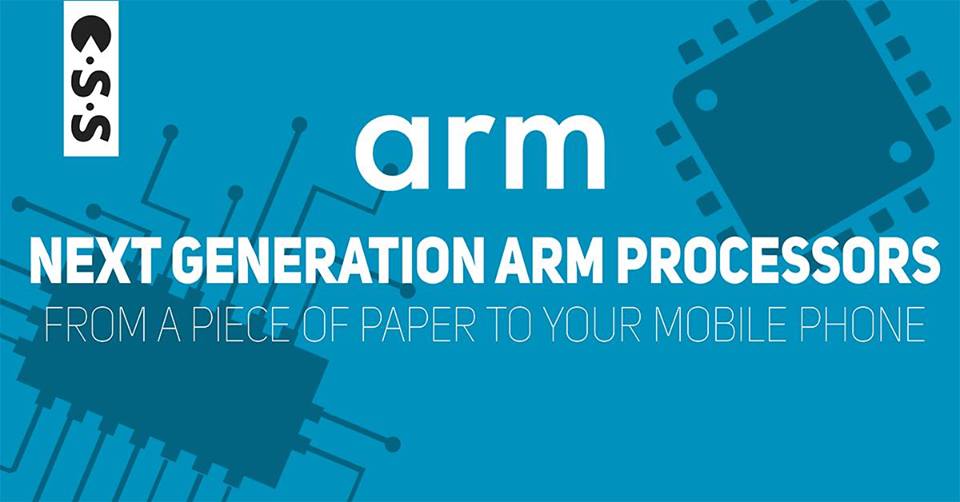 C·S·S
arm
NEXT GENERATION ARM PROCESSORS
FROM A PIECE OF PAPER TO YOUR MOBILE PHONE